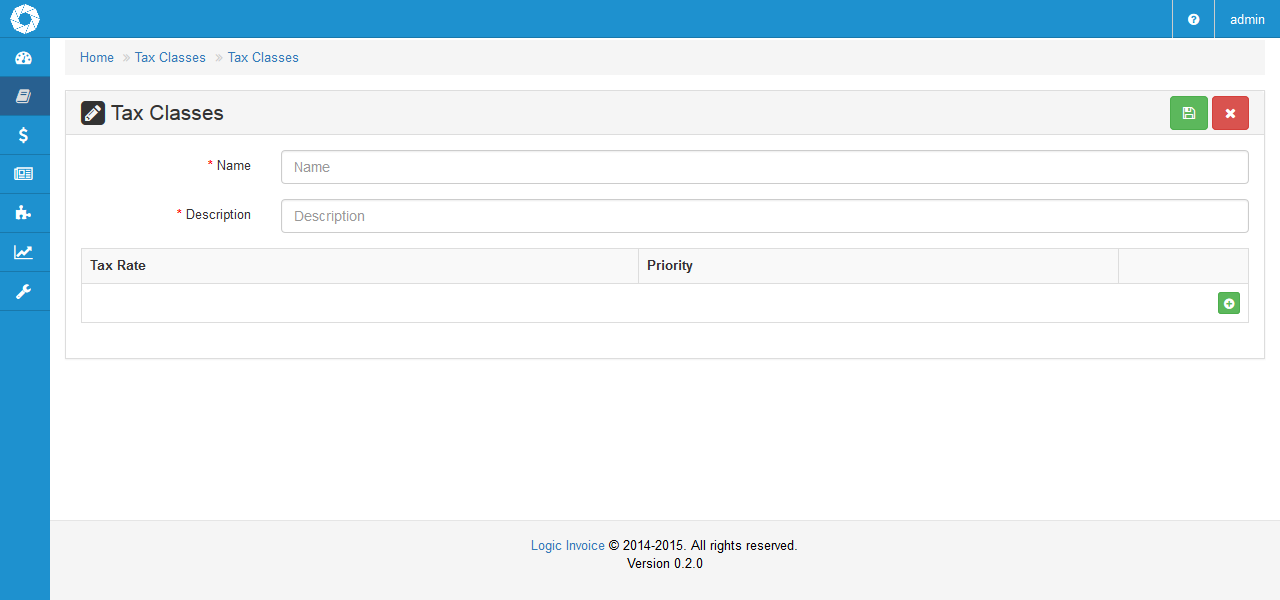 admin
Home Tax Classes Tax Classes
Tax Classes
* Name
Name
* Description
Description
Tax Rate Priority
Logic Invoice © 2014-2015. All rights reserved.
Version 0.2.0